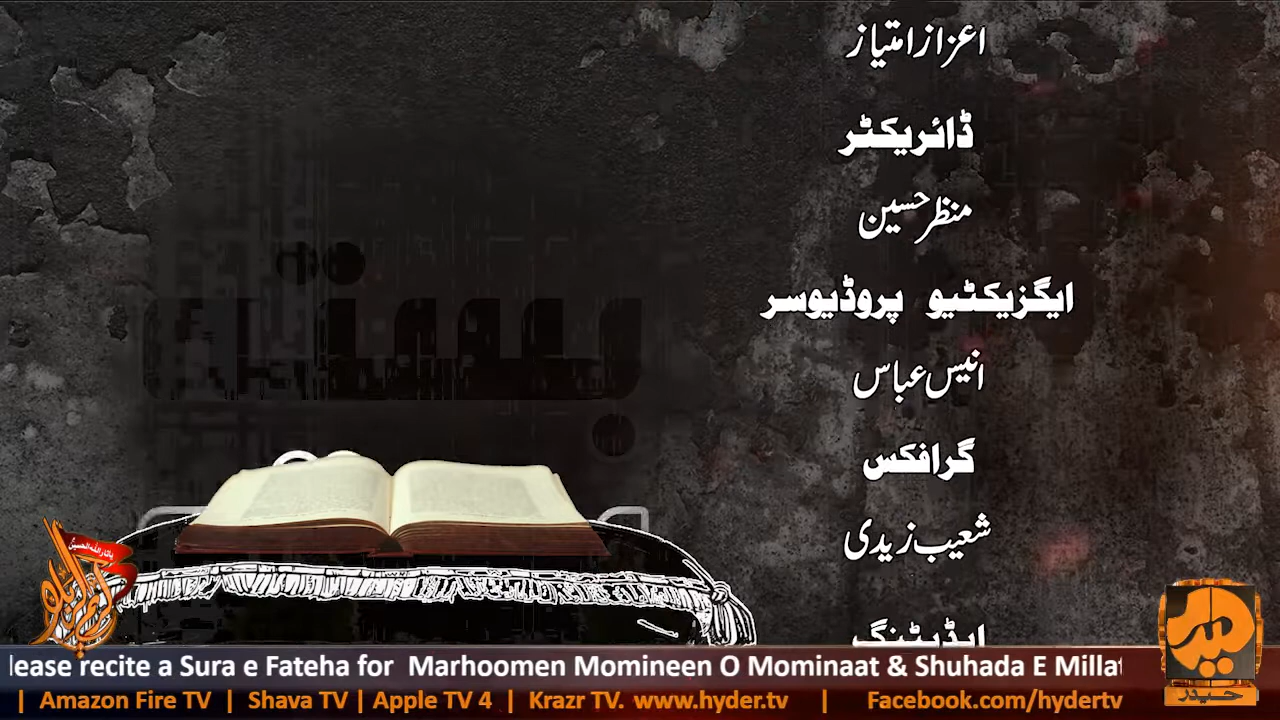 اعزاز امتیاز
ڈائریکٹر
منظر حسین
ایگزیکٹیو پروڈیوسر
انیس عباس
گرافکس
شعیب زیدی
ایڈیٹنگ
lease recite a Sura e Fateha for Marhoomen Momineen O Mominaat & Shuhada E Millat
| Amazon Fire TV | Shava TV | Apple TV 4 | Krazr TV. www.hyder.tv | Facebook.com/hydertv
حیدر